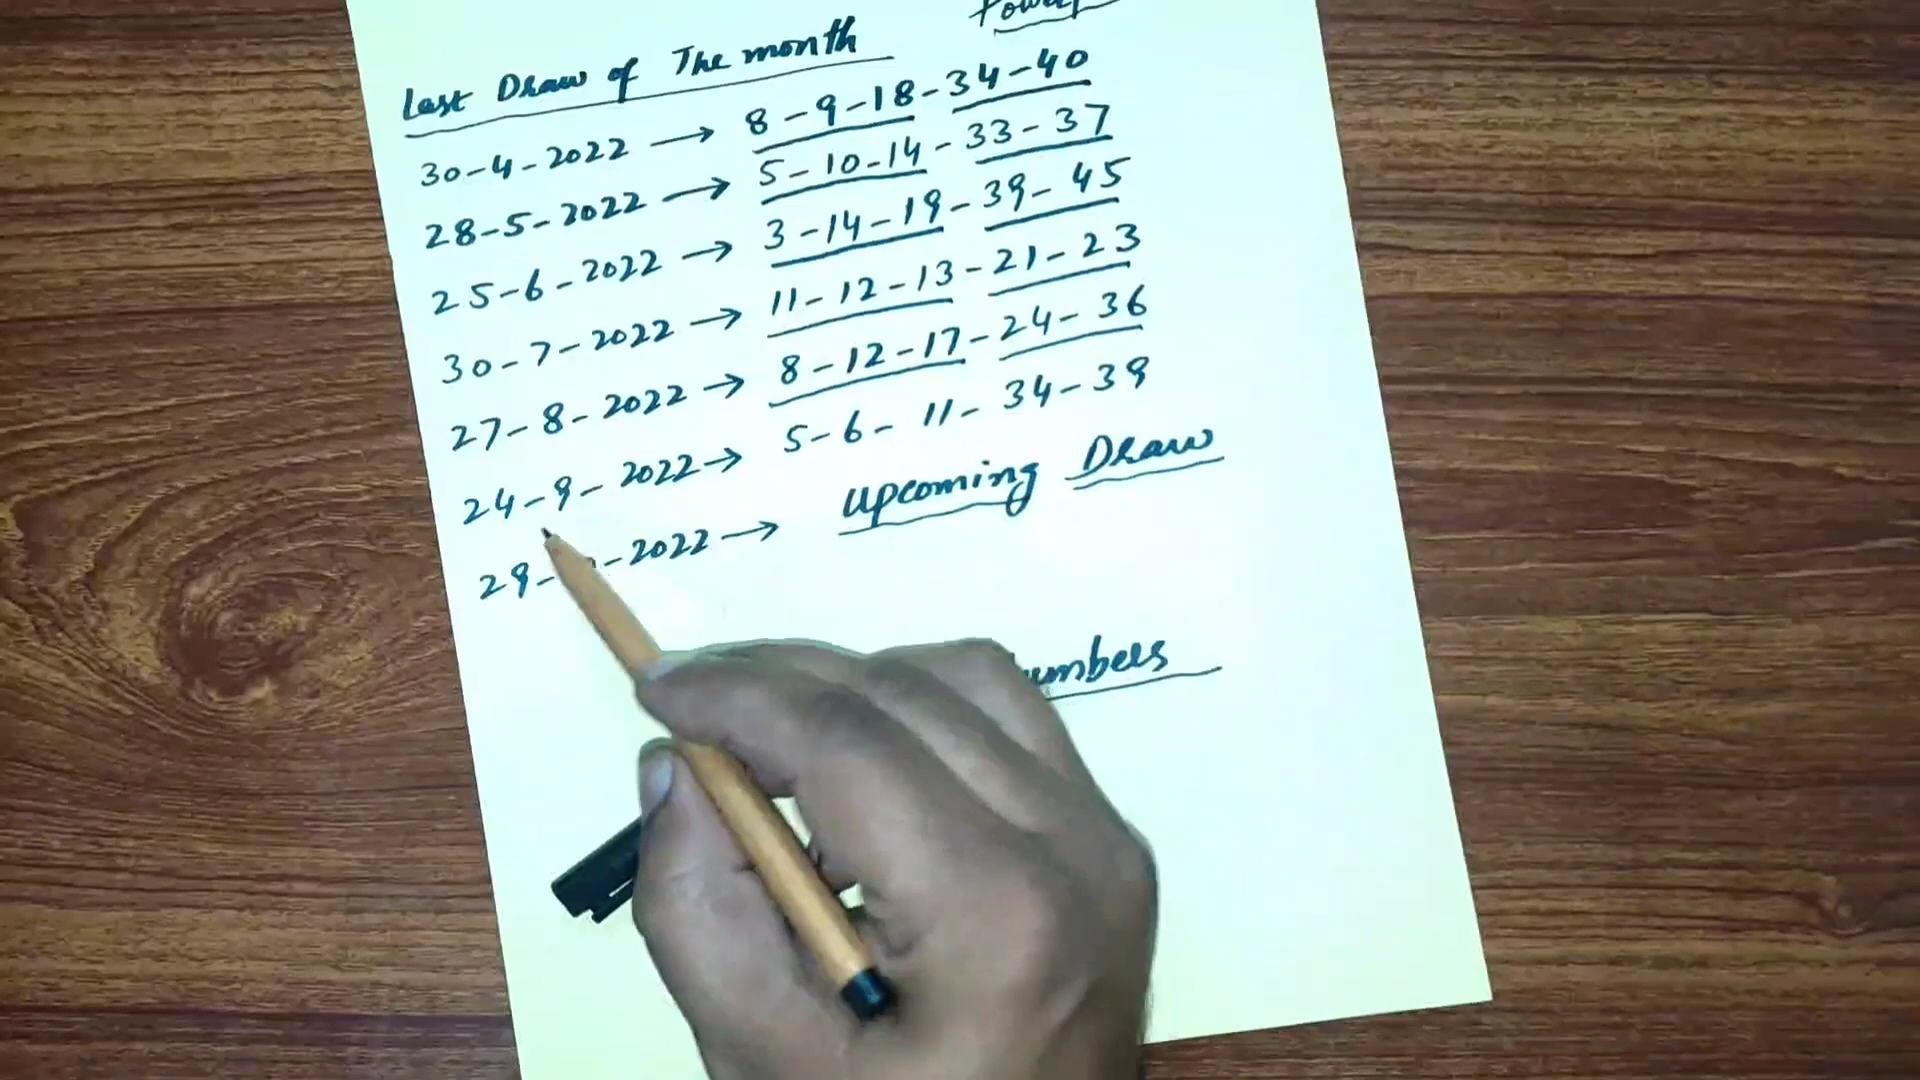 Last Draw of The month
30-4-2022 → 8-9-18-34-40
28-5-2022 → 5-10-14-33-37
25-6-2022 → 3-14-19-39-45
30-7-2022 → 11-12-13-21-23
27-8-2022 → 8-12-17-24-36
24-9-2022 → 5-6-11-34-39
29- -2022 → upcoming Draw